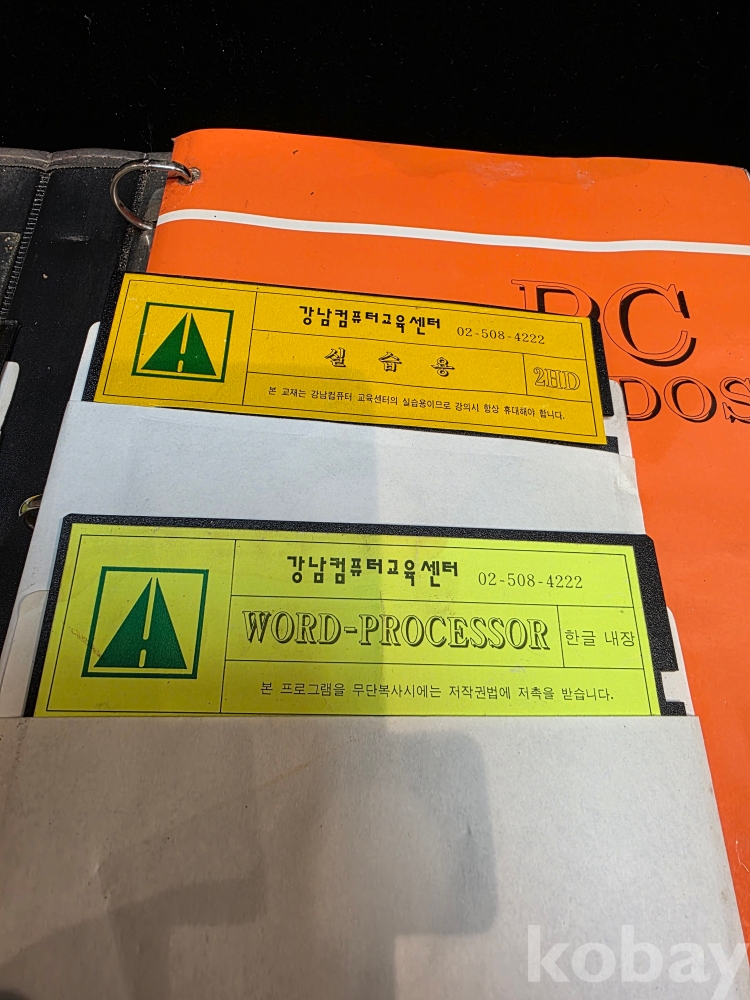 PC
DOS
강남컴퓨터교육센터 02-508-4222
실습용
2HD
본 교재는 강남컴퓨터 교육센터의 실습용이므로 강의시 항상 휴대해야 합니다.
강남컴퓨터교육센터 02-508-4222
WORD-PROCESSOR 한글 내장
본 프로그램을 무단복사시에는 저작권법에 저촉을 받습니다.
kobay